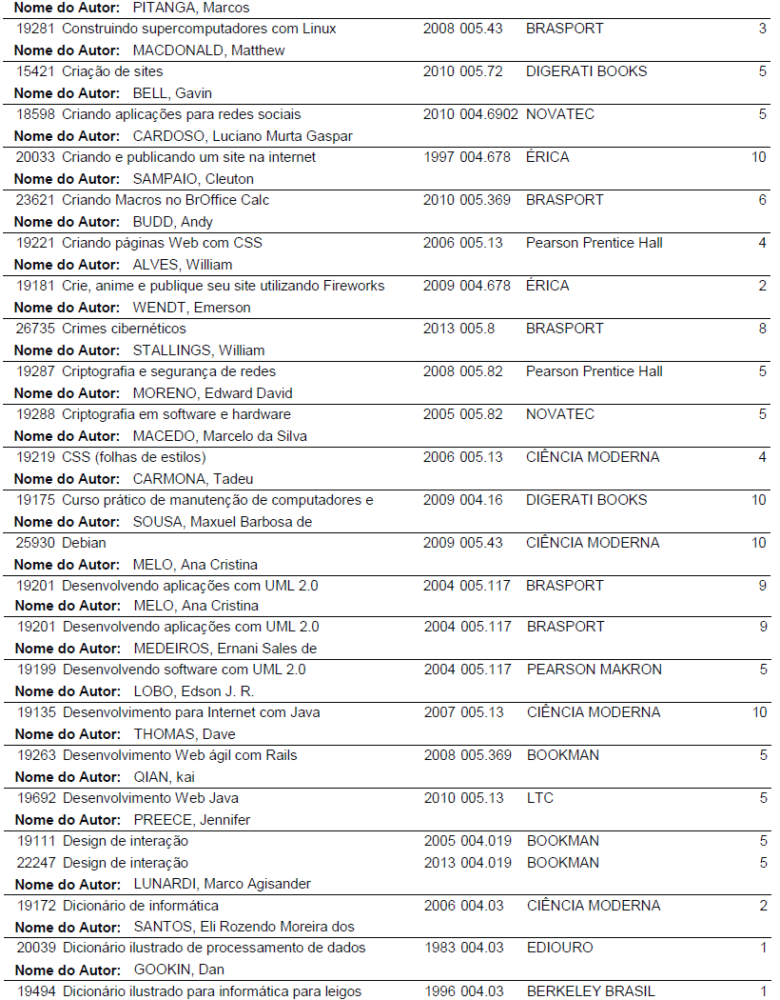 Nome do Autor: PITANGA, Marcos
19281 Construindo supercomputadores com Linux 2008 005.43 BRASPORT 3
Nome do Autor: MACDONALD, Matthew
15421 Criação de sites 2010 005.72 DIGERATI BOOKS 5
Nome do Autor: BELL, Gavin
18598 Criando aplicações para redes sociais 2010 004.6902 NOVATEC 5
Nome do Autor: CARDOSO, Luciano Murta Gaspar
20033 Criando e publicando um site na internet 1997 004.678 ÉRICA 10
Nome do Autor: SAMPAIO, Cleuton
23621 Criando Macros no BrOffice Calc 2010 005.369 BRASPORT 6
Nome do Autor: BUDD, Andy
19221 Criando páginas Web com CSS 2006 005.13 Pearson Prentice Hall 4
Nome do Autor: ALVES, William
19181 Crie, anime e publique seu site utilizando Fireworks 2009 004.678 ÉRICA 2
Nome do Autor: WENDT, Emerson
26735 Crimes cibernéticos 2013 005.8 BRASPORT 8
Nome do Autor: STALLINGS, William
19287 Criptografia e segurança de redes 2008 005.82 Pearson Prentice Hall 5
Nome do Autor: MORENO, Edward David
19288 Criptografia em software e hardware 2005 005.82 NOVATEC 5
Nome do Autor: MACEDO, Marcelo da Silva
19219 CSS (folhas de estilos) 2006 005.13 CIÊNCIA MODERNA 4
Nome do Autor: CARMONA, Tadeu
19175 Curso prático de manutenção de computadores e 2009 004.16 DIGERATI BOOKS 10
Nome do Autor: SOUSA, Maxuel Barbosa de
25930 Debian 2009 005.43 CIÊNCIA MODERNA 10
Nome do Autor: MELO, Ana Cristina
19201 Desenvolvendo aplicações com UML 2.0 2004 005.117 BRASPORT 9
Nome do Autor: MELO, Ana Cristina
19201 Desenvolvendo aplicações com UML 2.0 2004 005.117 BRASPORT 9
Nome do Autor: MEDEIROS, Ernani Sales de
19199 Desenvolvendo software com UML 2.0 2004 005.117 PEARSON MAKRON 5
Nome do Autor: LOBO, Edson J. R.
19135 Desenvolvimento para Internet com Java 2007 005.13 CIÊNCIA MODERNA 10
Nome do Autor: THOMAS, Dave
19263 Desenvolvimento Web ágil com Rails 2008 005.369 BOOKMAN 5
Nome do Autor: QIAN, kai
19692 Desenvolvimento Web Java 2010 005.13 LTC 5
Nome do Autor: PREECE, Jennifer
19111 Design de interação 2005 004.019 BOOKMAN 5
22247 Design de interação 2013 004.019 BOOKMAN 5
Nome do Autor: LUNARDI, Marco Agisander
19172 Dicionário de informática 2006 004.03 CIÊNCIA MODERNA 2
Nome do Autor: SANTOS, Eli Rozendo Moreira dos
20039 Dicionário ilustrado de processamento de dados 1983 004.03 EDIOURO 1
Nome do Autor: GOOKIN, Dan
19494 Dicionário ilustrado para informática para leigos 1996 004.03 BERKELEY BRASIL 1